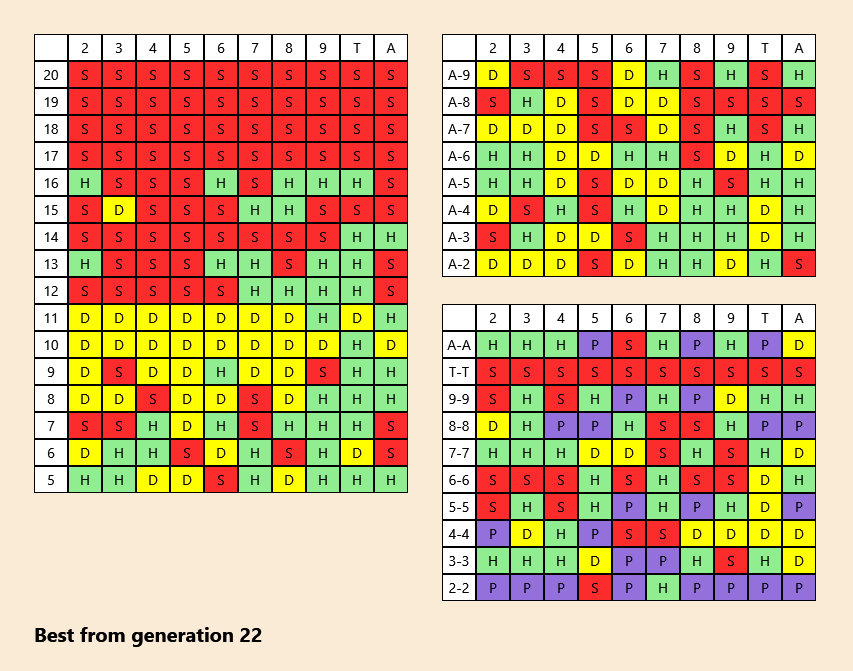 2 3 4 5 6 7 8 9 T A
20 S S S S S S S S S S
19 S S S S S S S S S S
18 S S S S S S S S S S
17 S S S S S S S S S S
16 H S S S H S H H H S
15 S D S S S H H S S S
14 S S S S S S S S H H
13 H S S S H H S H H S
12 S S S S S H H H H S
11 D D D D D D D H D H
10 D D D D D D D D H D
9 D S D D H D D S H H
8 D D S D D S D H H H
7 S S H D H S H H H S
6 D H H S D H S H D S
5 H H D D S H D H H H
2 3 4 5 6 7 8 9 T A
A-9 D S S S D H S H S H
A-8 S H D S D D S S S S
A-7 D D D S S D S H S H
A-6 H H D D H H S D H D
A-5 H H D S D D H S H H
A-4 D S H S H D H H D H
A-3 S H D D S H H H D H
A-2 D D D S D H H D H S
2 3 4 5 6 7 8 9 T A
A-A H H H P S H P H P D
T-T S S S S S S S S S S
9-9 S H S H P H P D H H
8-8 D H P P H S S H P P
7-7 H H H D D S H S H D
6-6 S S S H S H S S D H
5-5 S H S H P H P H D P
4-4 P D H P S S D D D D
3-3 H H H D P P H S H D
2-2 P P P S P H P P P P
Best from generation 22